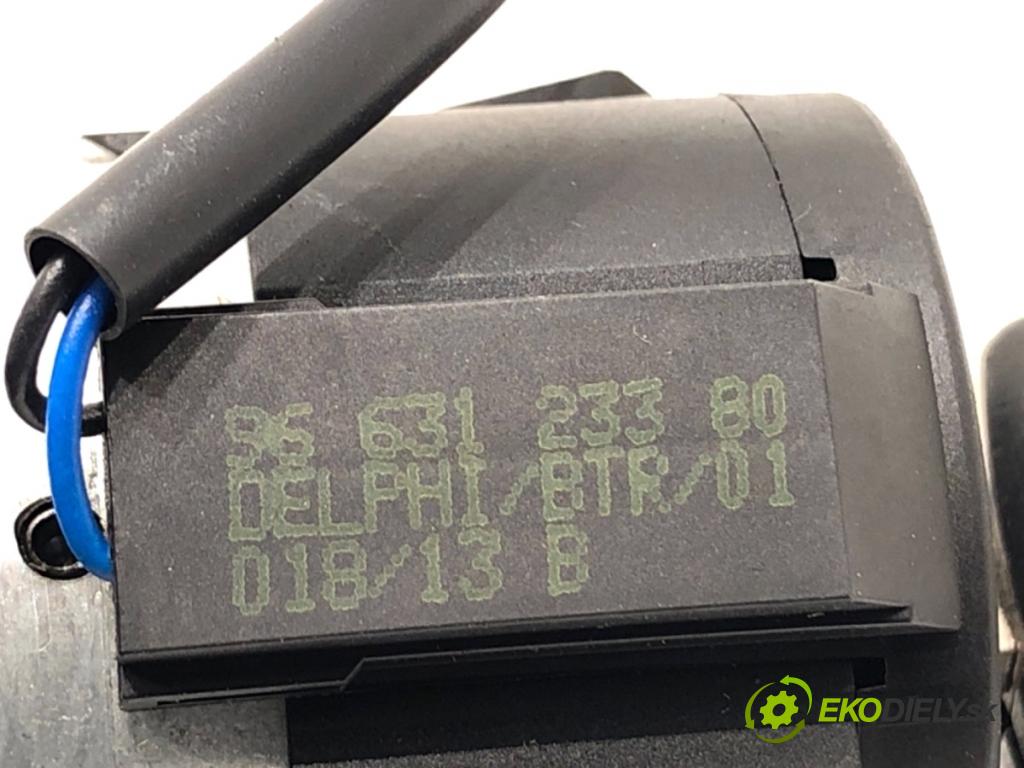 96 631 233 80
DELPHI/BTR/01
018/13 B
EKODIELY.sk